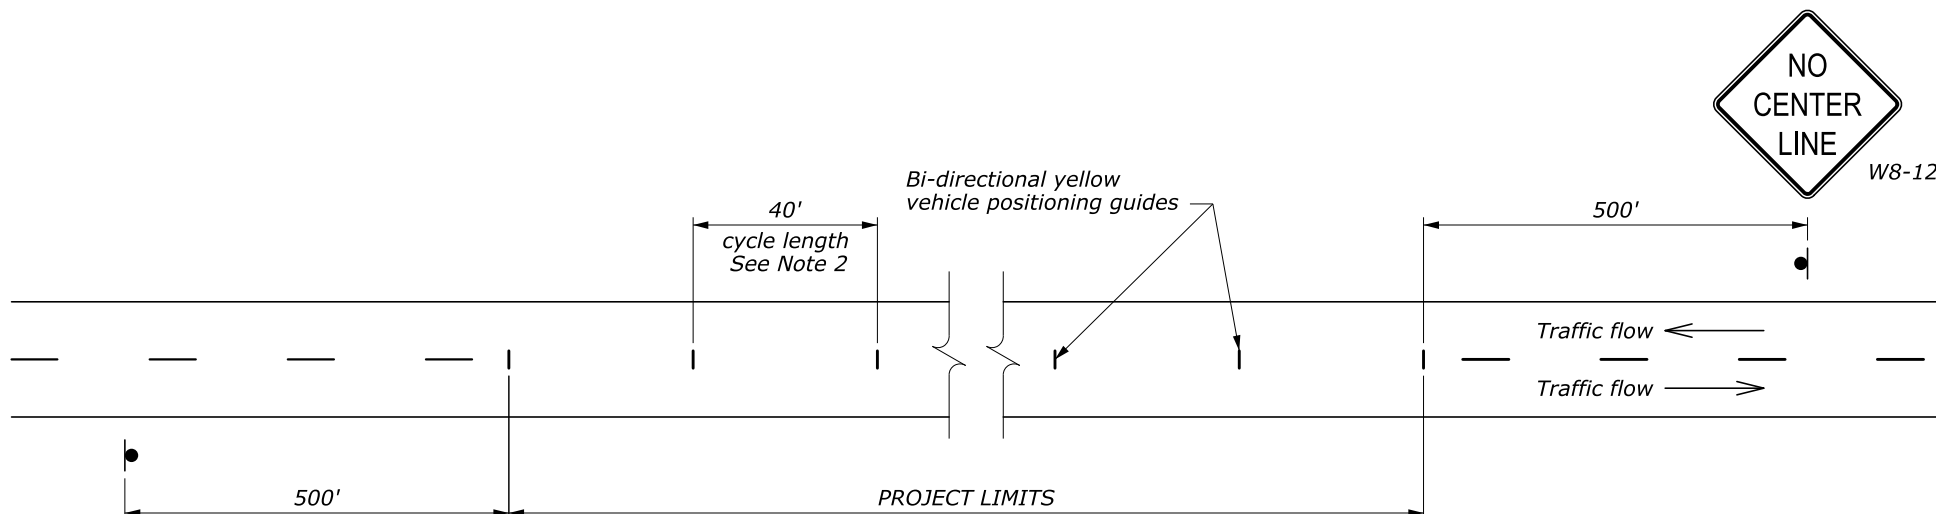 NO
CENTER
LINE
W8-12
Bi-directional yellow
vehicle positioning guides
40'
cycle length
See Note 2
500'
Traffic flow
Traffic flow
500'
PROJECT LIMITS